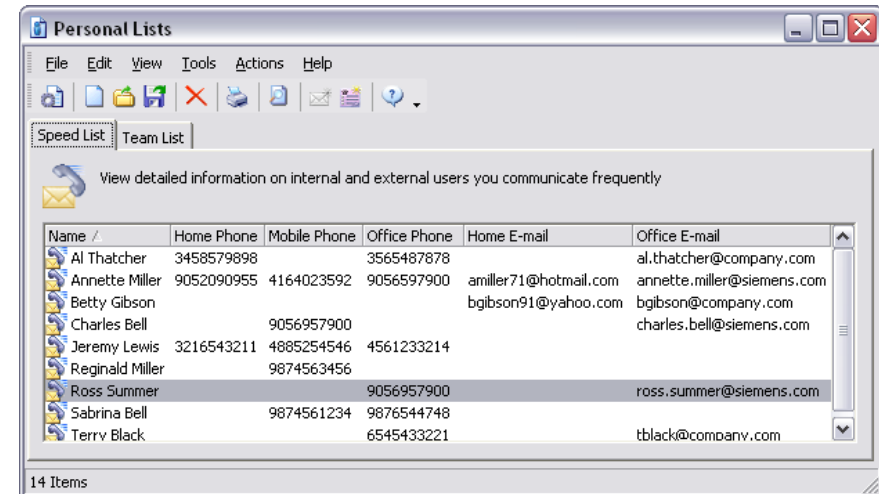 Personal Lists
File Edit View Tools Actions Help
Speed List Team List
View detailed information on internal and external users you communicate frequently
Name Home Phone Mobile Phone Office Phone Home E-mail Office E-mail
Al Thatcher 3458579898 3565487878 al.thatcher@company.com
Annette Miller 9052090955 4164023592 9056597900 amiller71@hotmail.com annette.miller@siemens.com
Betty Gibson bgibson91@yahoo.com bgibson@company.com
Charles Bell 9056957900 charles.bell@siemens.com
Jeremy Lewis 3216543211 4885254546 4561233214
Reginald Miller 9874563456
Ross Summer 9056957900 ross.summer@siemens.com
Sabrina Bell 9874561234 9876544748
Terry Black 6545433221 tblack@company.com
14 Items